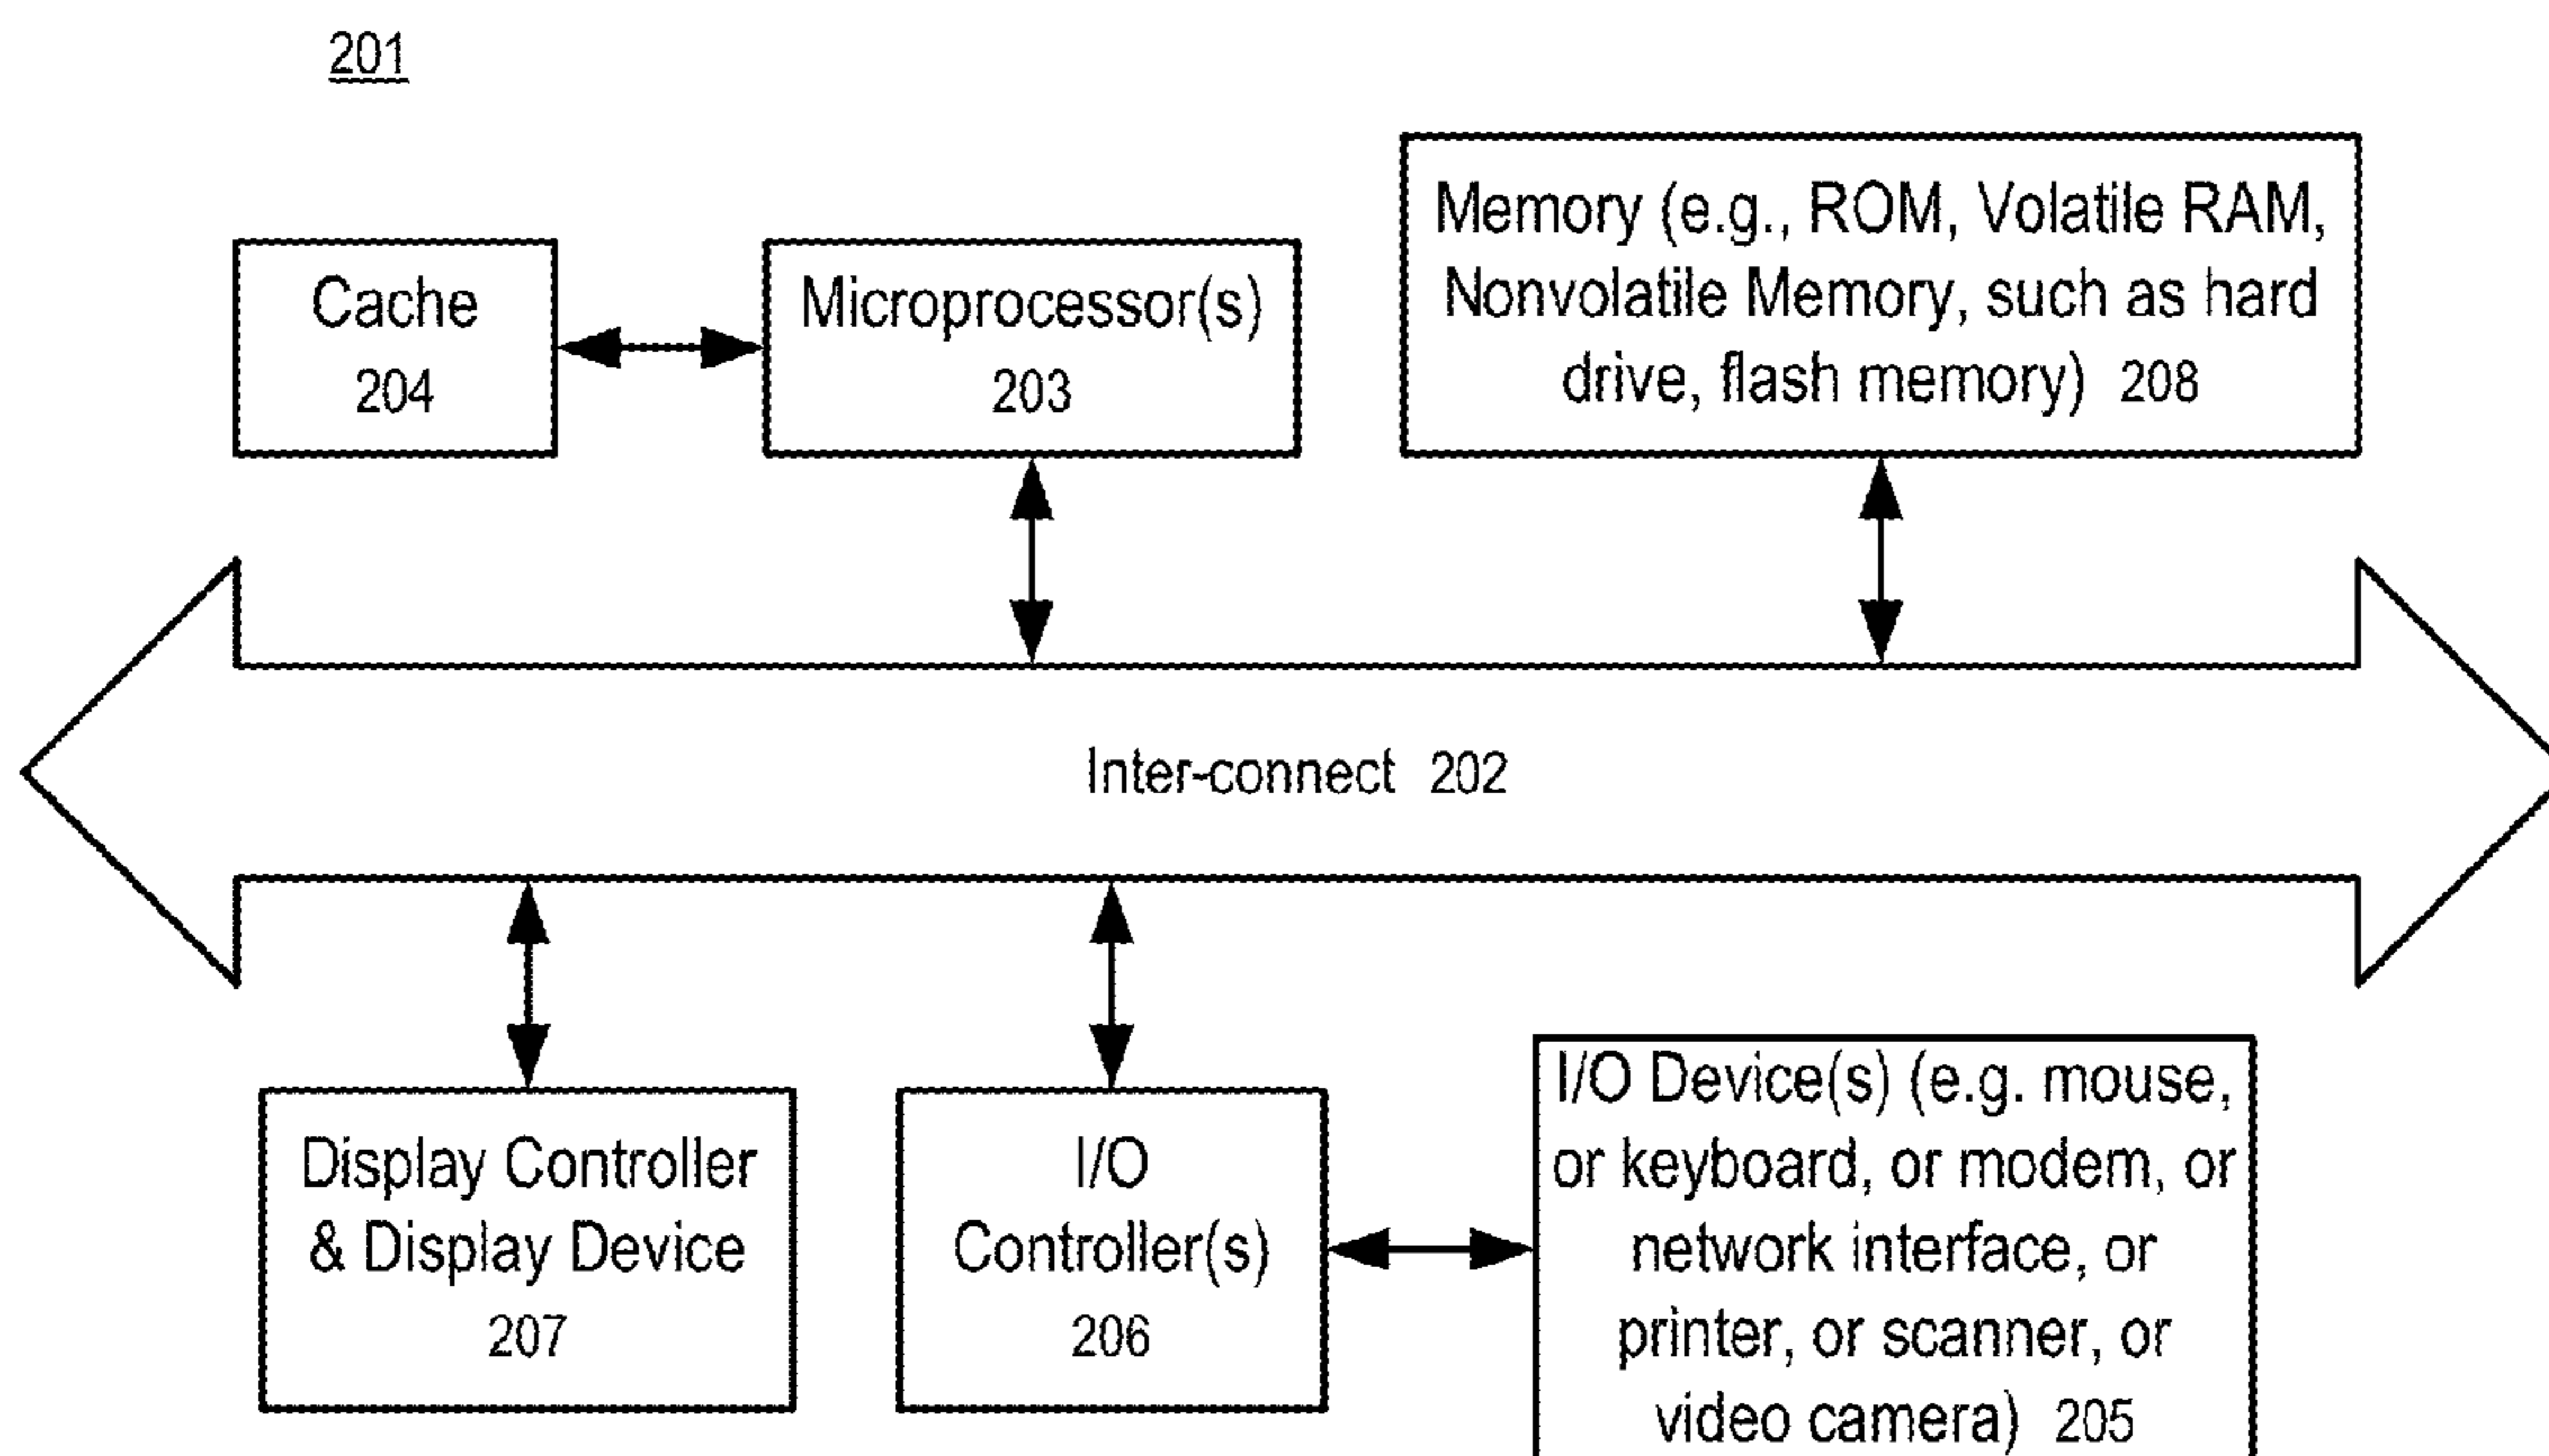 201
Cache
204
Microprocessor(s)
203
Memory (e.g., ROM, Volatile RAM,
Nonvolatile Memory, such as hard
drive, flash memory) 208
Inter-connect 202
Display Controller
& Display Device
207
I/O
Controller(s)
206
I/O Device(s) (e.g. mouse,
or keyboard, or modem, or
network interface, or
printer, or scanner, or
video camera) 205